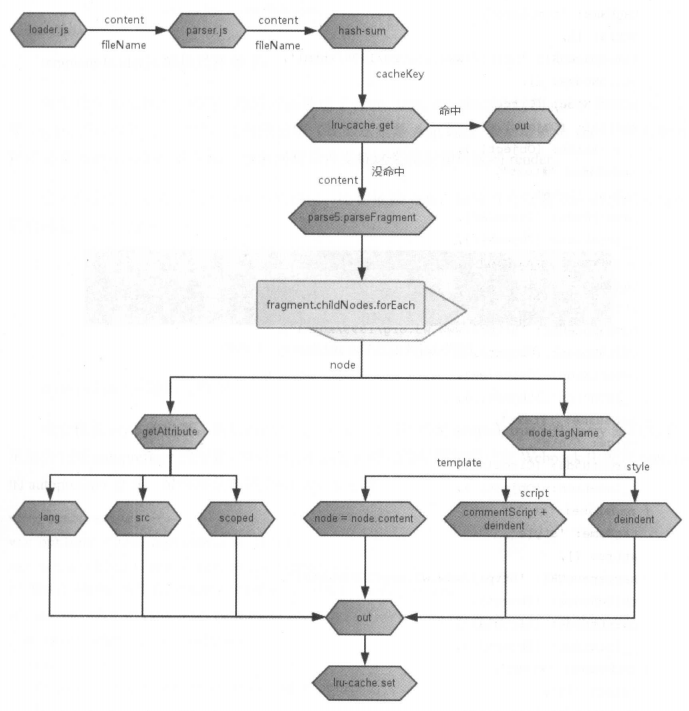 loader.js
content
fileName
parser.js
content
fileName
hash-sum
cacheKey
lru-cache.get
命中
out
没命中
content
parse5.parseFragment
fragment.childNodes.forEach
node
getAttribute
node.tagName
template
script
style
lang
src
scoped
node = node.content
commentScript +
deindent
deindent
out
lru-cache.set